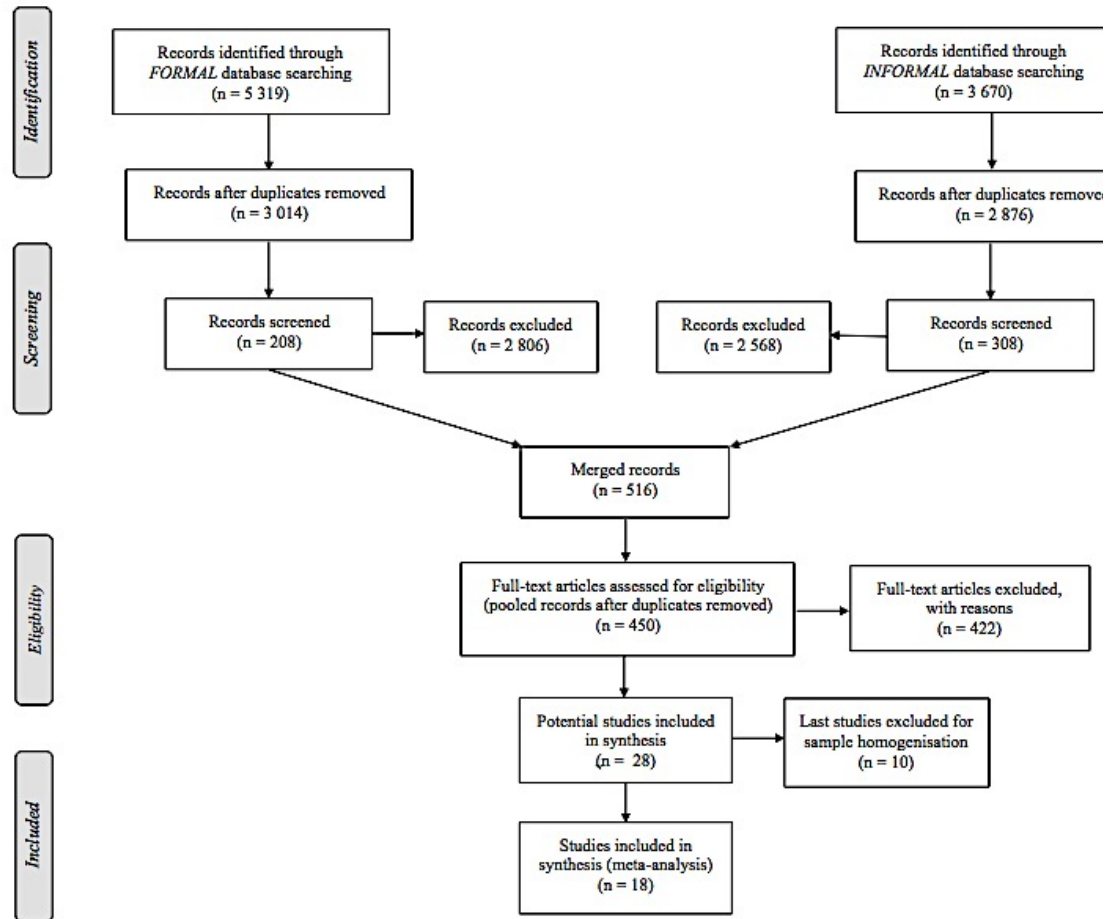 Identification
Records identified through
FORMAL database searching
(n = 5 319)
Records identified through
INFORMAL database searching
(n = 3 670)
Records after duplicates removed
(n = 3 014)
Records after duplicates removed
(n = 2 876)
Screening
Records screened
(n = 208)
Records excluded
(n = 2 806)
Records excluded
(n = 2 568)
Records screened
(n = 308)
Merged records
(n = 516)
Eligibility
Full-text articles assessed for eligibility
(pooled records after duplicates removed)
(n = 450)
Full-text articles excluded,
with reasons
(n = 422)
Potential studies included
in synthesis
(n = 28)
Last studies excluded for
sample homogenisation
(n = 10)
Included
Studies included in
synthesis (meta-analysis)
(n = 18)